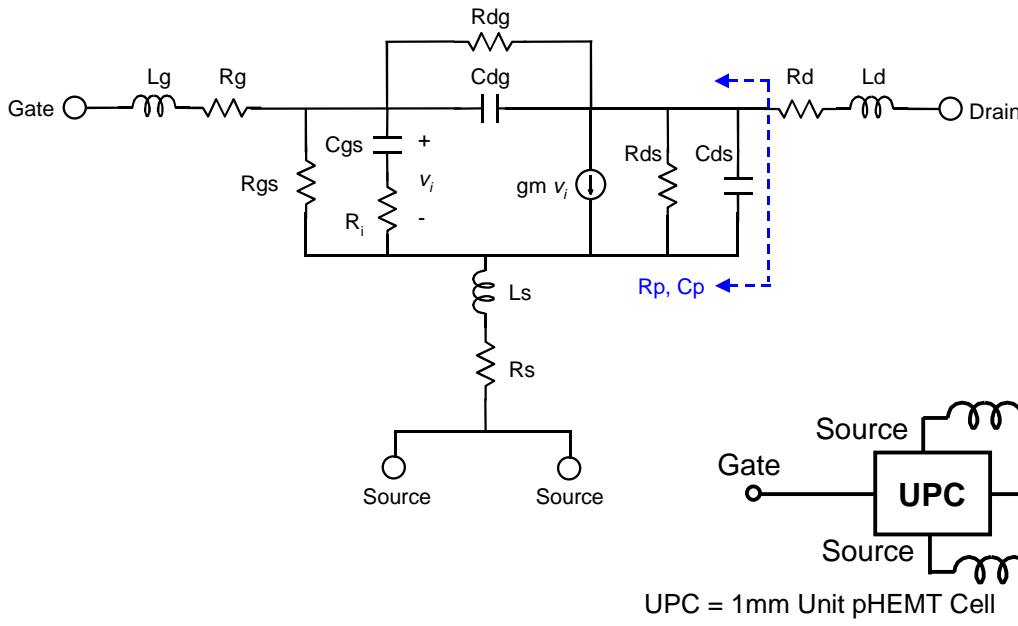 Rdg
Lg
Rg
Cdg
Rd
Ld
Gate
Drain
Cgs
+
Rds
Cds
Rgs
vi
gm vi
Ri
-
Rp, Cp
Ls
Rs
Source
Source
Source
Gate
UPC
Source
UPC = 1mm Unit pHEMT Cell